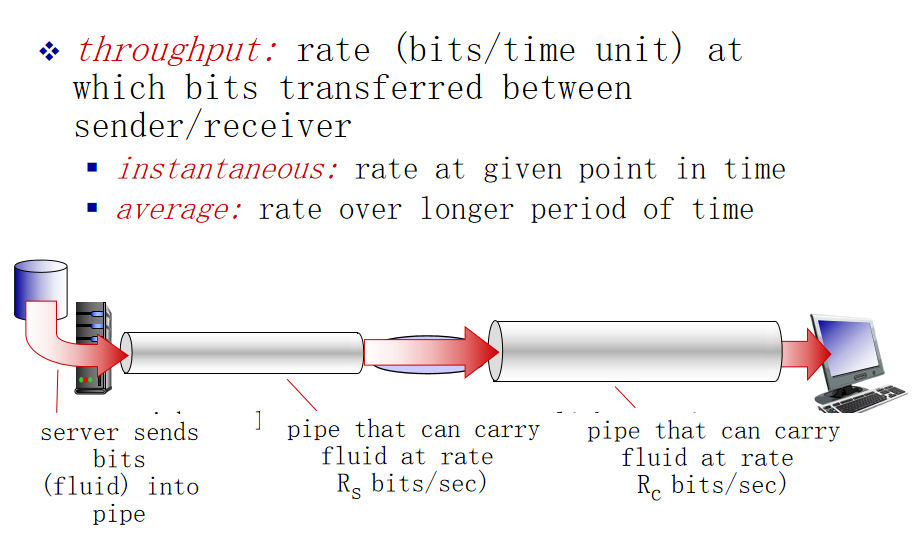 throughput: rate (bits/time unit) at
which bits transferred between
sender/receiver
instantaneous: rate at given point in time
average: rate over longer period of time
server sends
bits
(fluid) into
pipe
pipe that can carry
fluid at rate
Rs bits/sec)
pipe that can carry
fluid at rate
Rc bits/sec)